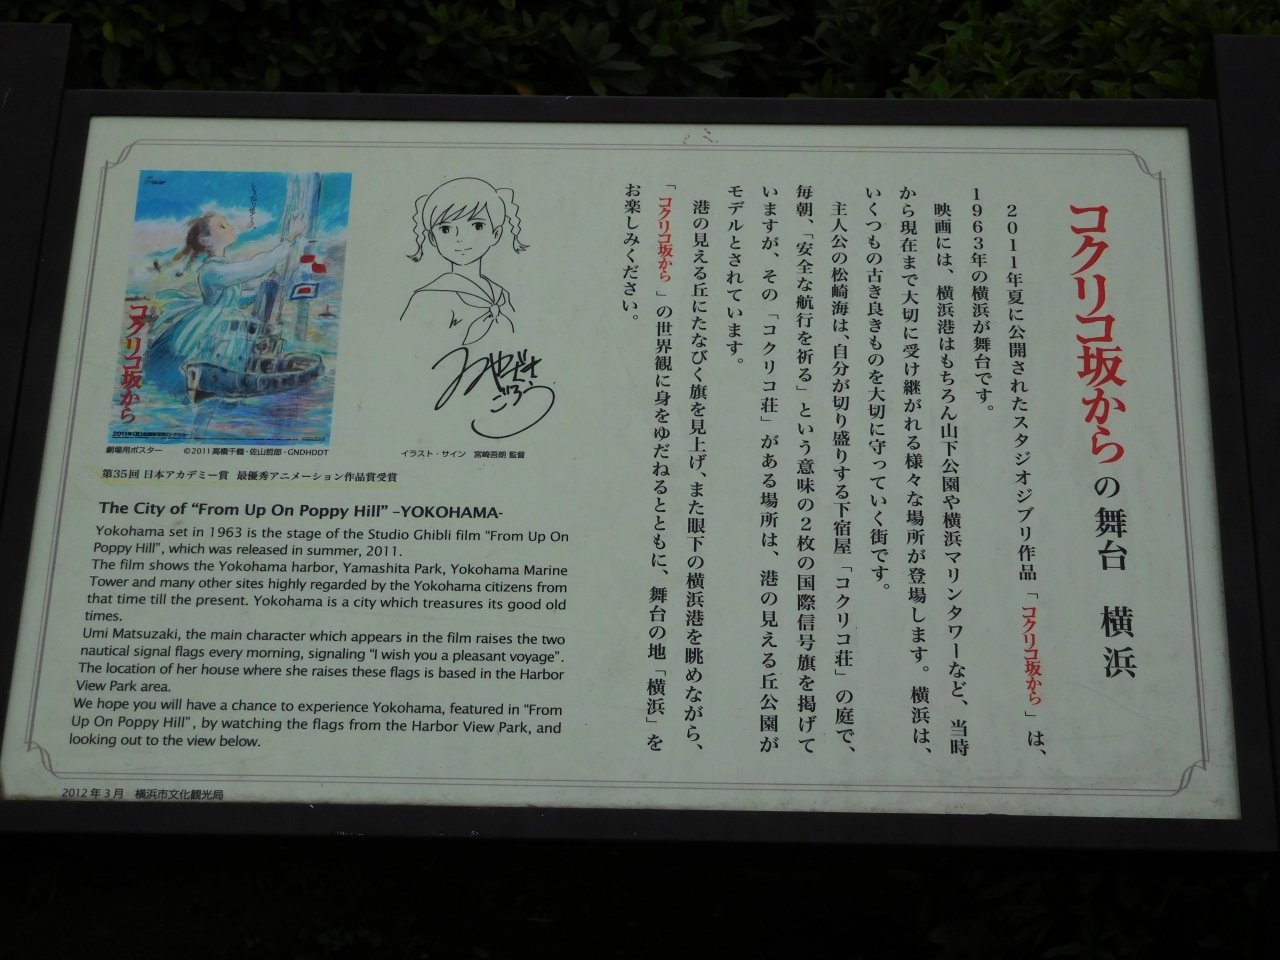 コクリコ坂からの舞台 横浜
2011年夏に公開されたスタジオジブリ作品「コクリコ坂から」は、
1963年の横浜が舞台です。
映画には、横浜港はもちろん山下公園や横浜マリンタワーなど、当時
から現在まで大切に受け継がれる様々な場所が登場します。横浜は、
いくつもの古き良きものを大切に守っていく街です。
主人公の松崎海は、自分が切り盛りする下宿屋「コクリコ荘」の庭で、
毎朝、「安全な航行を祈る」という意味の2枚の国際信号旗を掲げて
いますが、その「コクリコ荘」がある場所は、港の見える丘公園が
モデルとされています。
港の見える丘にたなびく旗を見上げ、また眼下の横浜港を眺めながら、
「コクリコ坂から」の世界観に身をゆだねるとともに、舞台の地「横浜」を
お楽しみください。
コクリコ坂から
劇場用ポスター ©2011高橋千鶴・佐山哲郎・GNDHDDT
みやざきごろう
イラスト・サイン 宮崎吾朗 監督
第35回 日本アカデミー賞 最優秀アニメーション作品賞受賞
The City of "From Up On Poppy Hill" –YOKOHAMA-
Yokohama set in 1963 is the stage of the Studio Ghibli film "From Up On
Poppy Hill", which was released in summer, 2011.
The film shows the Yokohama harbor, Yamashita Park, Yokohama Marine
Tower and many other sites highly regarded by the Yokohama citizens from
that time till the present. Yokohama is a city which treasures its good old
times.
Umi Matsuzaki, the main character which appears in the film raises the two
nautical signal flags every morning, signaling "I wish you a pleasant voyage".
The location of her house where she raises these flags is based in the Harbor
View Park area.
We hope you will have a chance to experience Yokohama, featured in "From
Up On Poppy Hill", by watching the flags from the Harbor View Park, and
looking out to the view below.
2012年3月 横浜市文化観光局